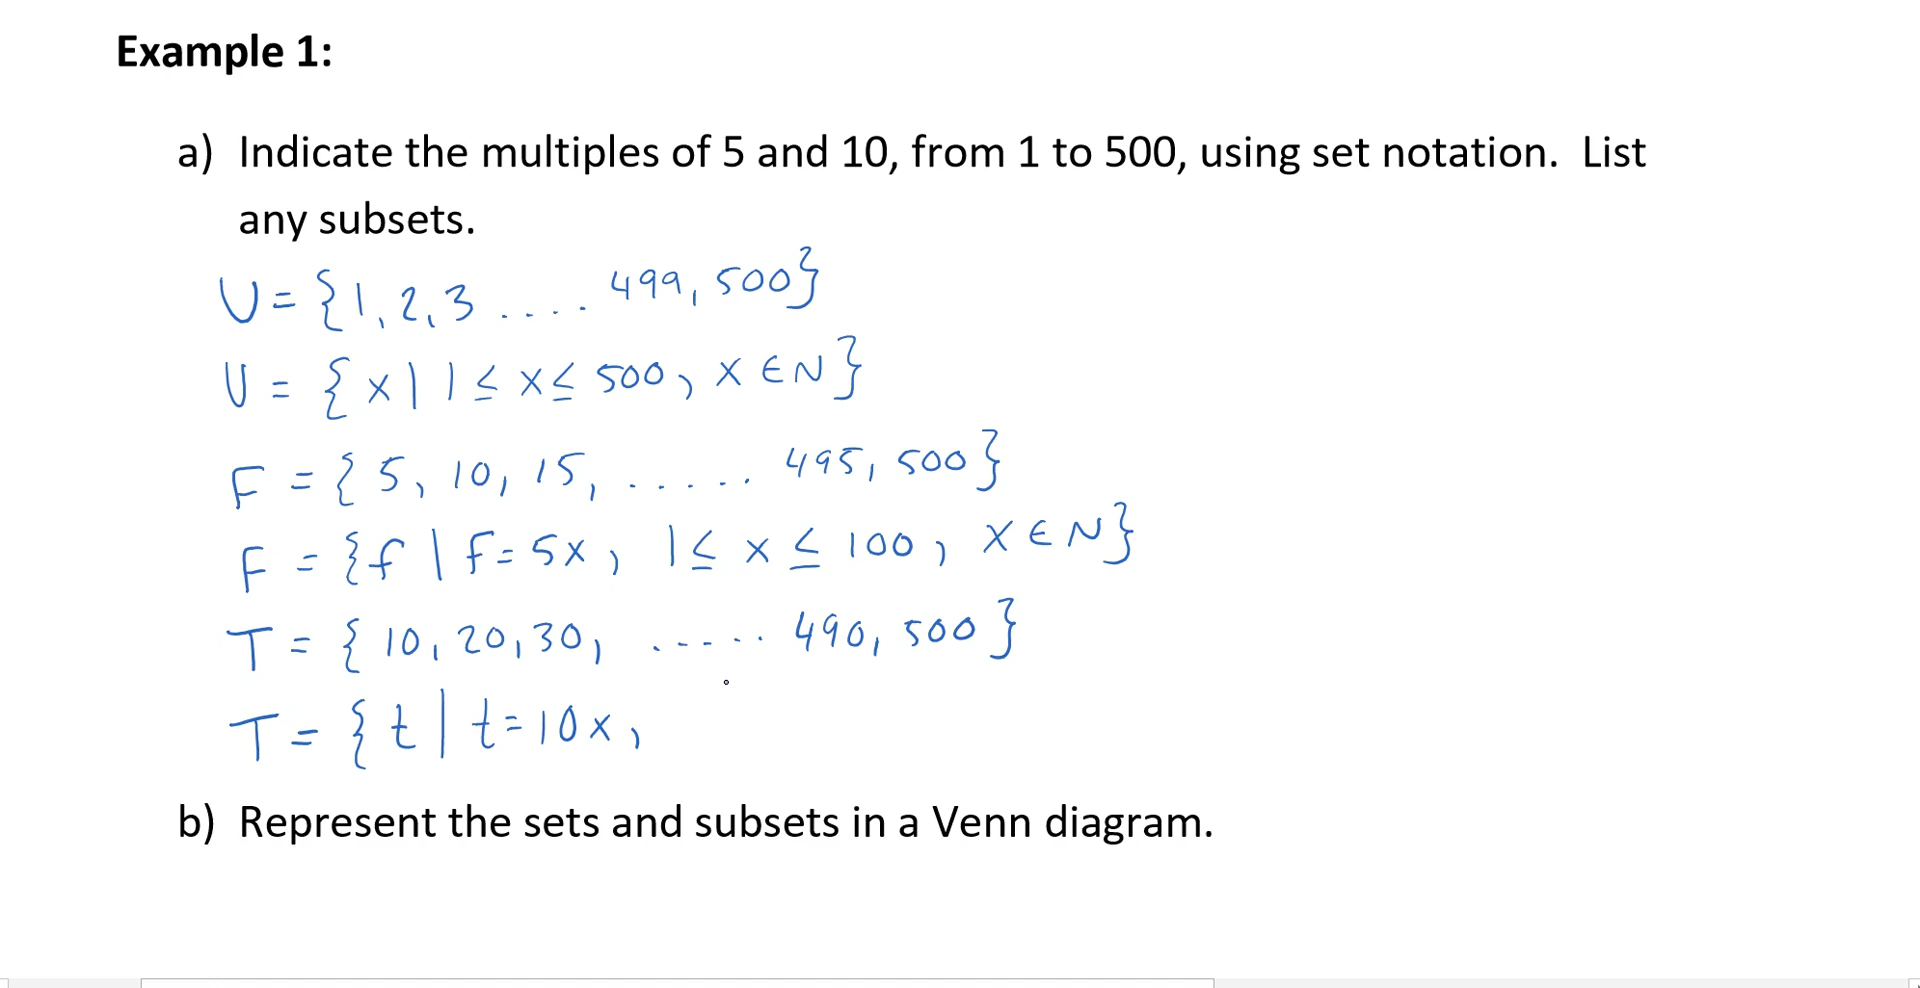 Example 1:
a) Indicate the multiples of 5 and 10, from 1 to 500, using set notation. List
any subsets.
U = {1, 2, 3 .... 499, 500}
U = {x | 1 ≤ x ≤ 500, x ∈ N}
F = {5, 10, 15, ..... 495, 500}
F = {f | f = 5x, 1 ≤ x ≤ 100, x ∈ N}
T = {10, 20, 30, ..... 490, 500}
T = {t | t = 10x,
b) Represent the sets and subsets in a Venn diagram.